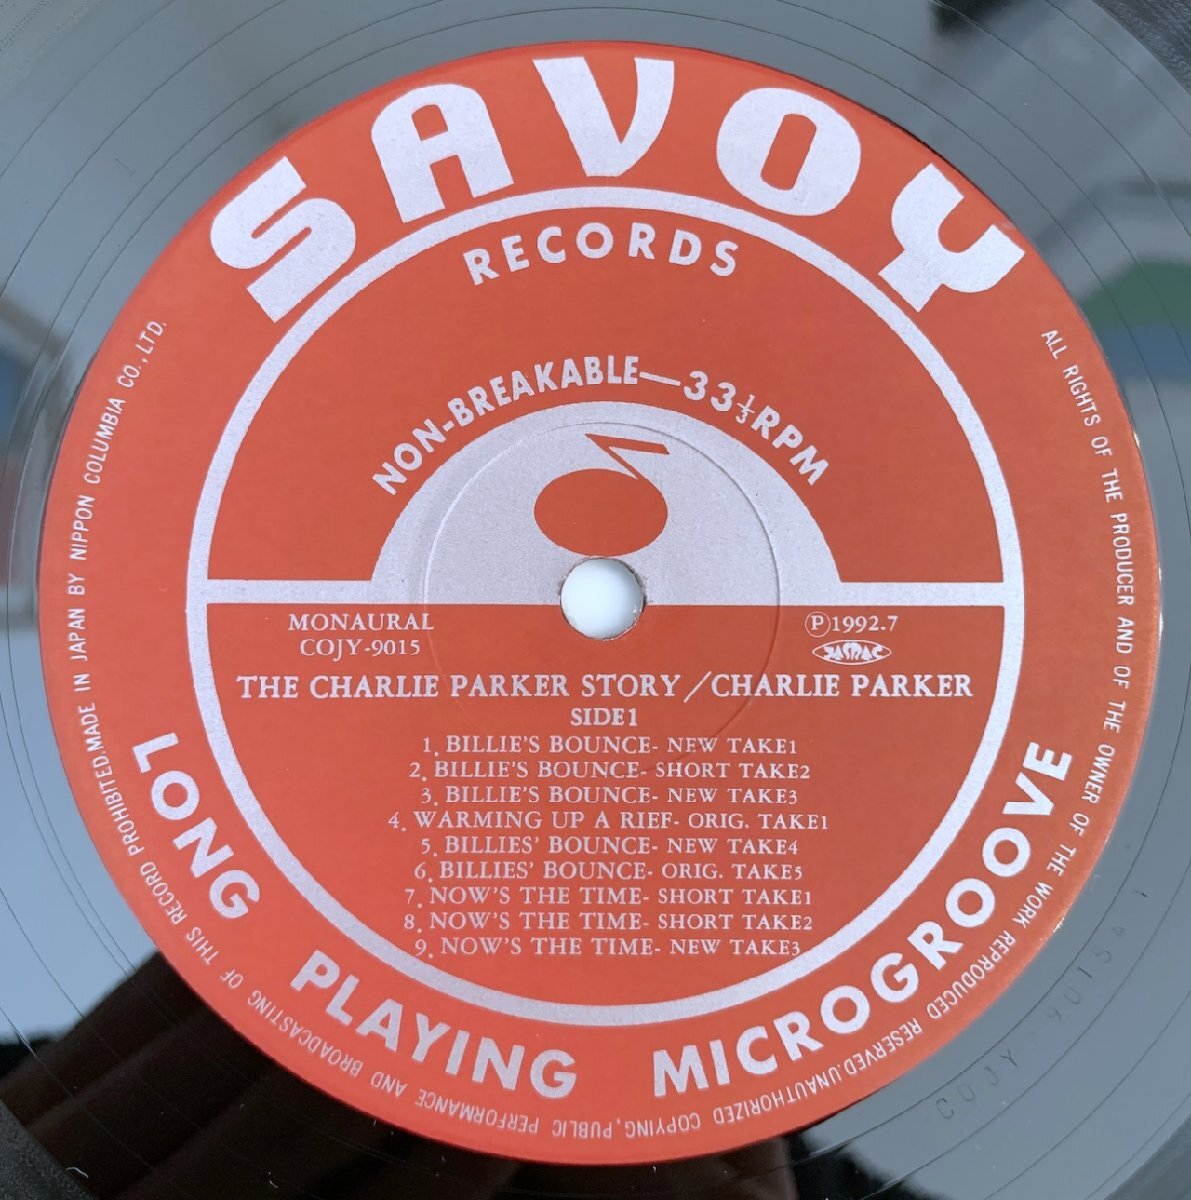 SAVOY
RECORDS
NON-BREAKABLE—33⅓RPM
MONAURAL
COJY-9015
Ⓟ1992.7
JASRAC
THE CHARLIE PARKER STORY/CHARLIE PARKER
SIDE1
1. BILLIE'S BOUNCE- NEW TAKE1
2. BILLIE'S BOUNCE- SHORT TAKE2
3. BILLIE'S BOUNCE- NEW TAKE3
4. WARMING UP A RIEF- ORIG. TAKE1
5. BILLIES' BOUNCE- NEW TAKE4
6. BILLIES' BOUNCE- ORIG. TAKE5
7. NOW'S THE TIME- SHORT TAKE1
8. NOW'S THE TIME- SHORT TAKE2
9. NOW'S THE TIME- NEW TAKE3
LONG PLAYING MICROGROOVE
ALL RIGHTS OF THE PRODUCER AND OF THE OWNER OF THE WORK REPRODUCED RESERVED.UNAUTHORIZED COPYING,PUBLIC PERFORMANCE AND BROADCASTING OF THIS RECORD PROHIBITED.MADE IN JAPAN BY NIPPON COLUMBIA CO.,LTD.
COJY-9015A